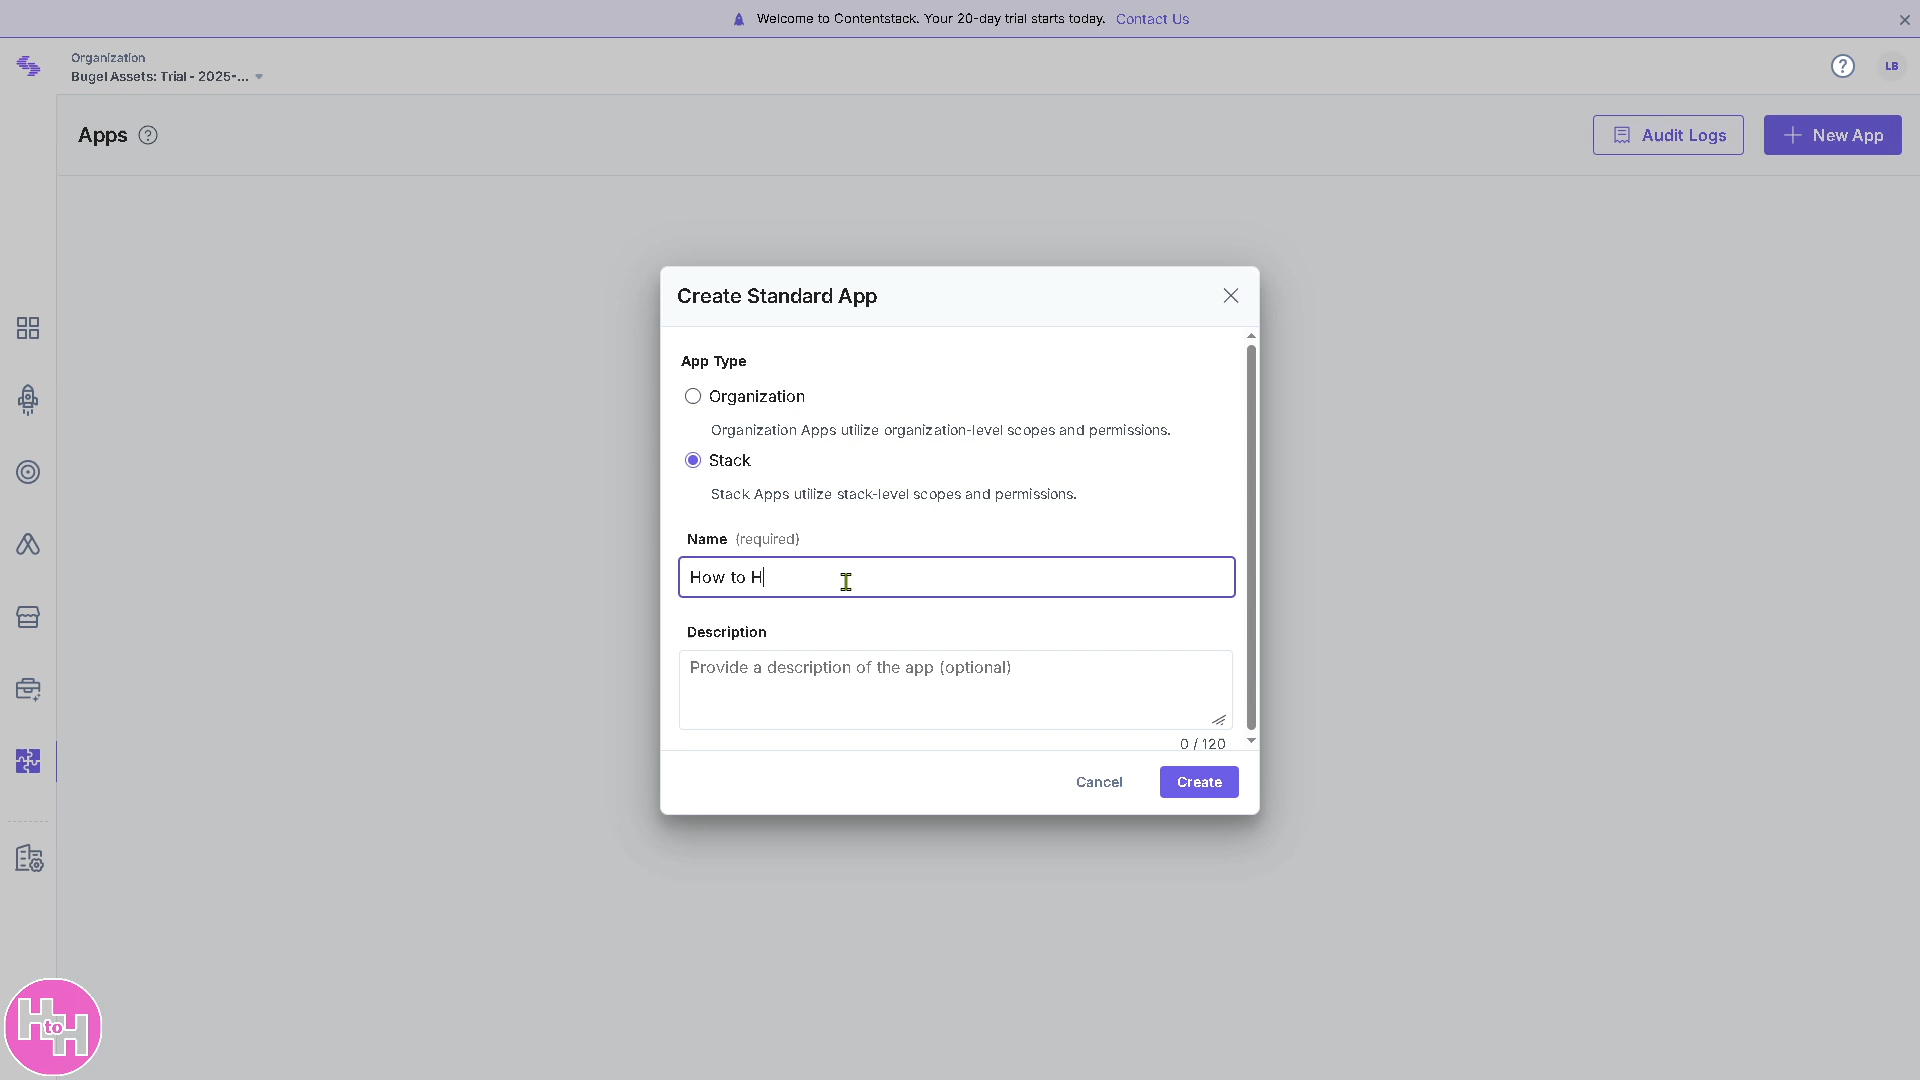 Welcome to Contentstack. Your 20-day trial starts today. Contact Us
Organization
Bugel Assets: Trial - 2025-...
LB
Apps
Audit Logs
New App
Create Standard App
App Type
Organization
Organization Apps utilize organization-level scopes and permissions.
Stack
Stack Apps utilize stack-level scopes and permissions.
Name (required)
How to H
Description
Provide a description of the app (optional)
0 / 120
Cancel
Create
H to H